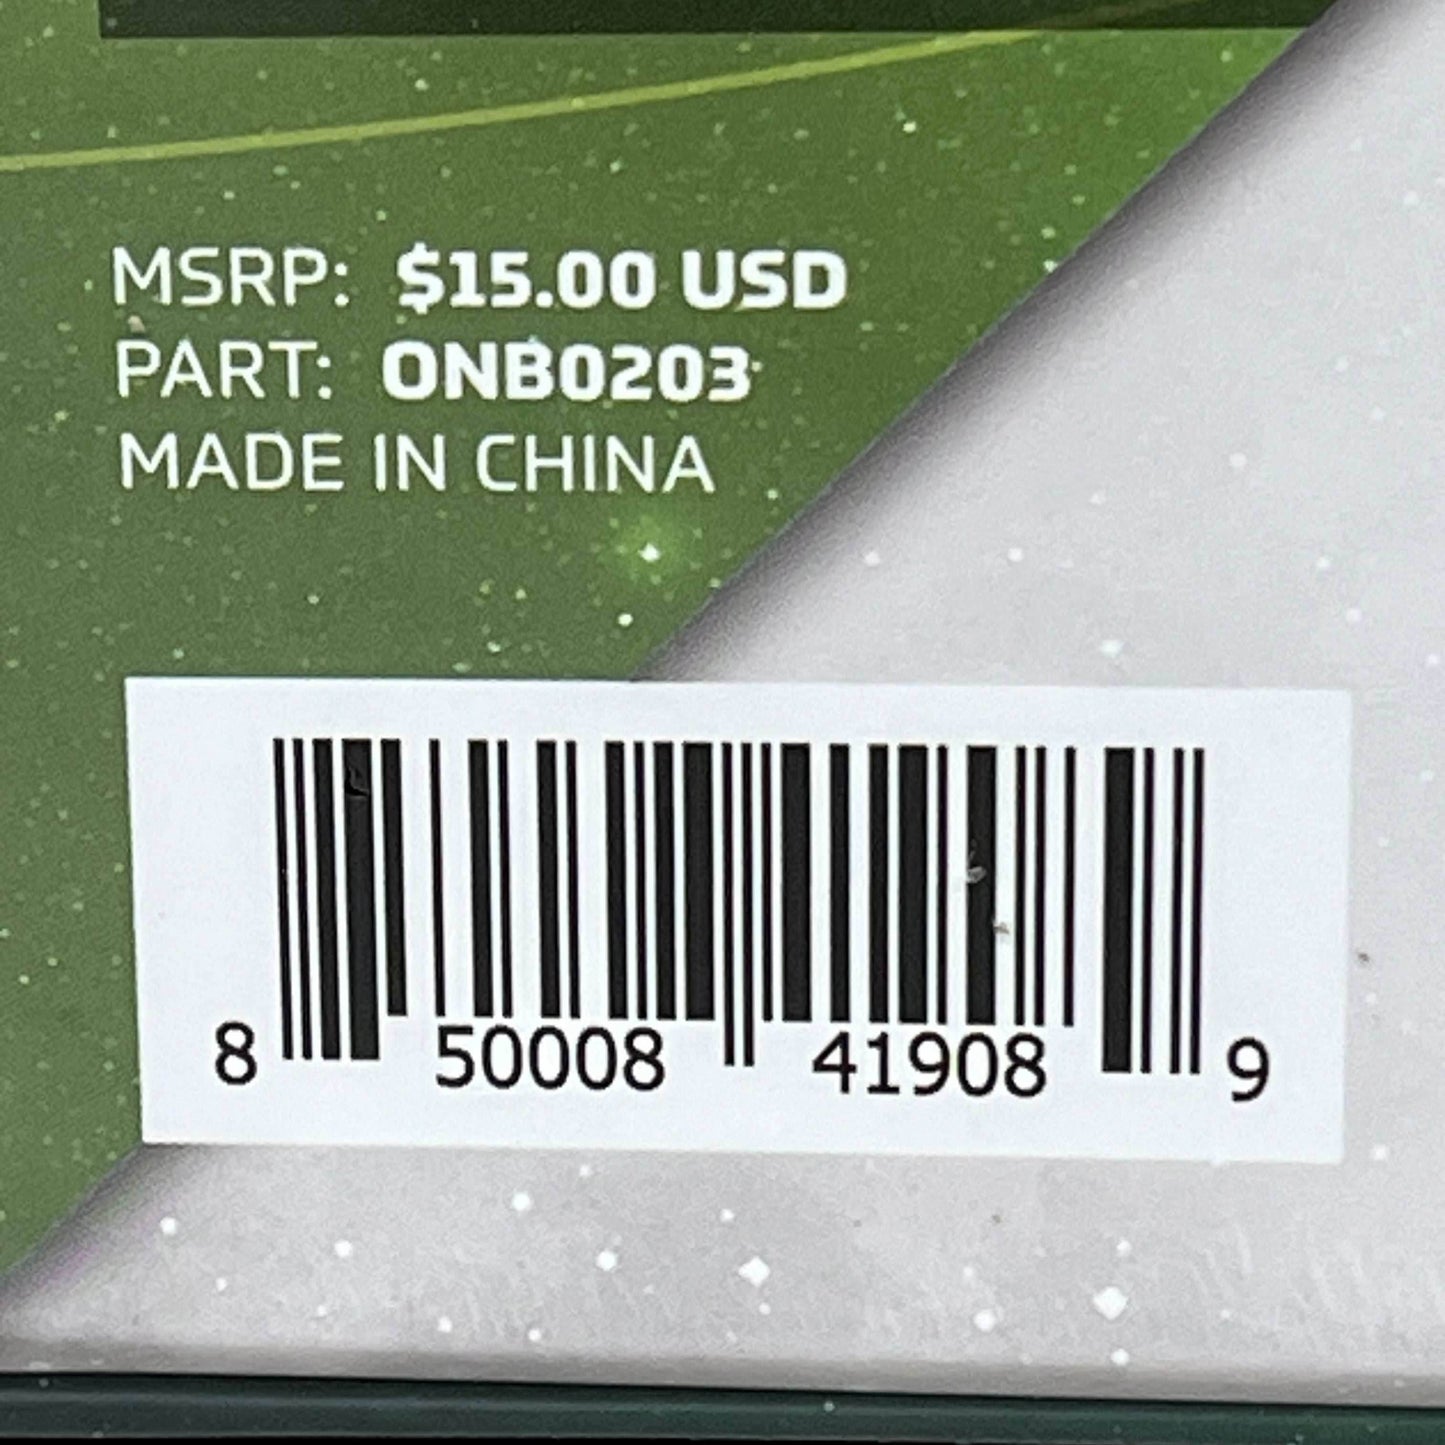 MSRP: $15.00 USD
PART: ONB0203
MADE IN CHINA
8 50008 41908 9